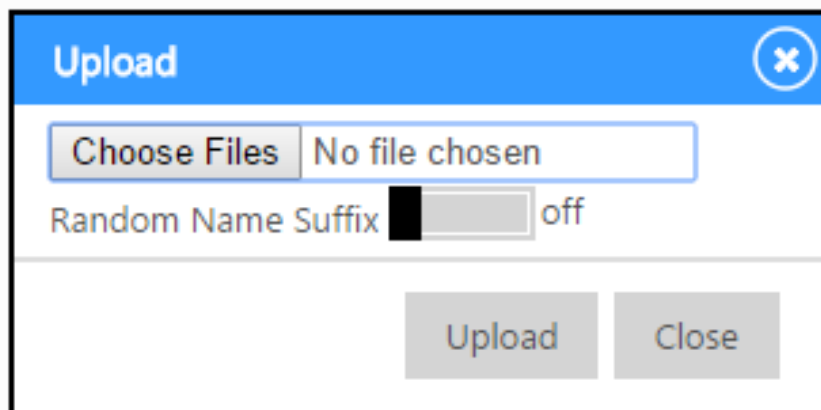 Upload
Choose Files No file chosen
Random Name Suffix off
Upload Close